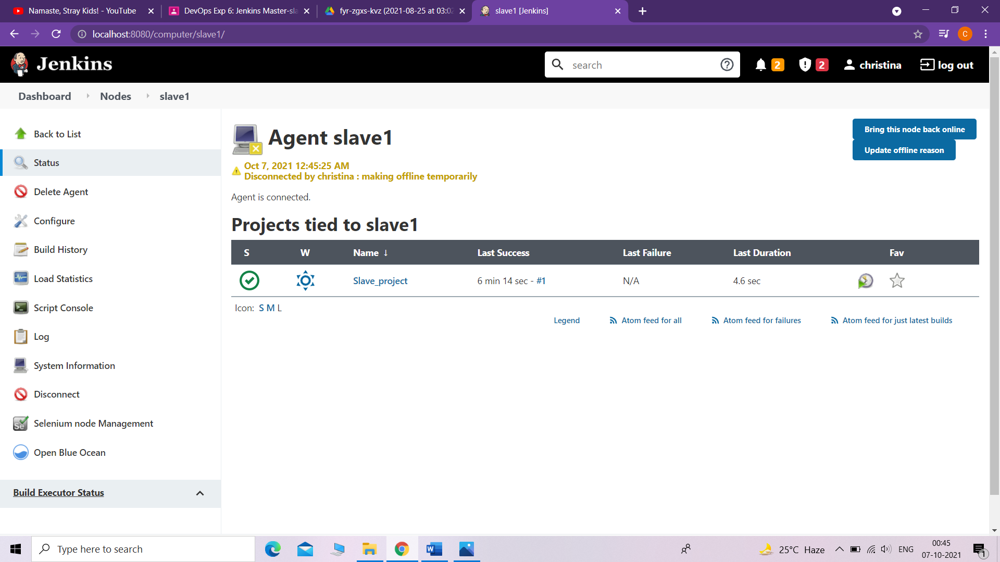 Namaste, Stray Kids! - YouTube
DevOps Exp 6: Jenkins Master-sla
fyr-zgxs-kvz (2021-08-25 at 03:02
slave1 [Jenkins]
localhost:8080/computer/slave1/
C
Jenkins
search
2
2
christina
log out
Dashboard
Nodes
slave1
Back to List
Status
Delete Agent
Configure
Build History
Load Statistics
Script Console
Log
System Information
Disconnect
Se
Selenium node Management
Open Blue Ocean
Build Executor Status
Agent slave1
Bring this node back online
Update offline reason
Oct 7, 2021 12:45:25 AM
Disconnected by christina : making offline temporarily
Agent is connected.
Projects tied to slave1
S W Name ↓ Last Success Last Failure Last Duration Fav
Slave_project 6 min 14 sec - #1 N/A 4.6 sec
Icon: S M L
Legend Atom feed for all Atom feed for failures Atom feed for just latest builds
Type here to search
W
25°C Haze
ENG
00:45
07-10-2021
1